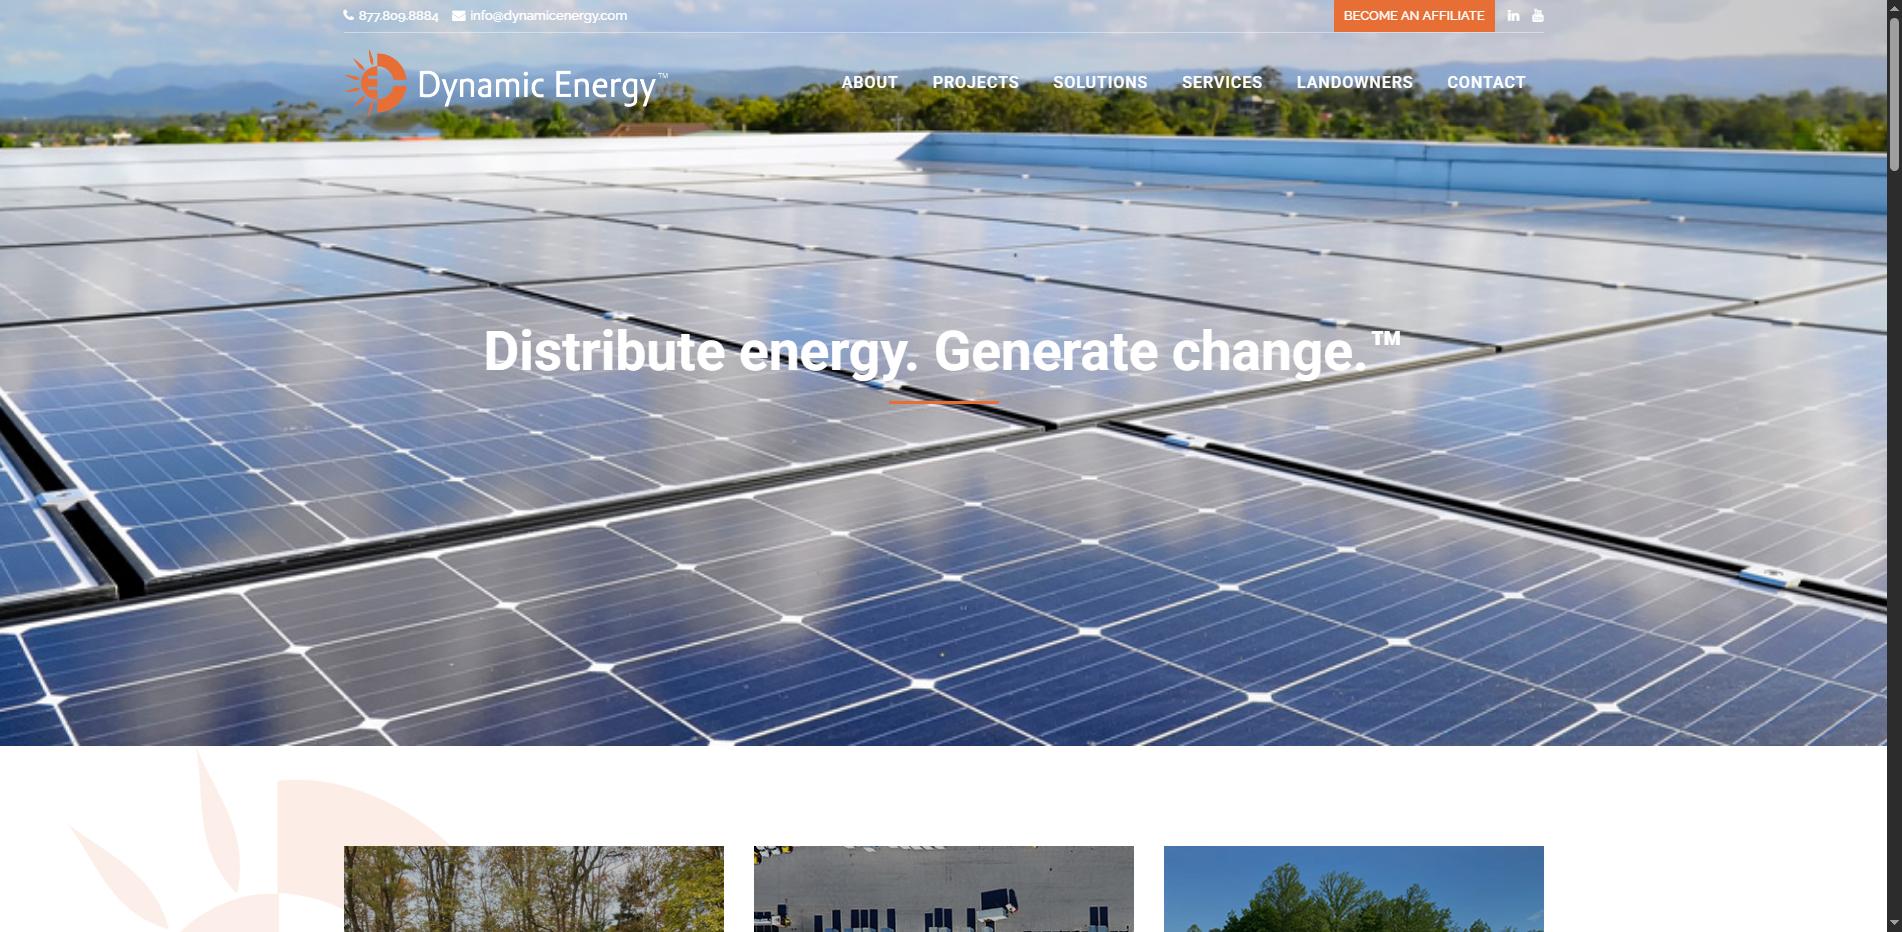 877.809.8884 info@dynamicenergy.com BECOME AN AFFILIATE
Dynamic Energy™
ABOUT PROJECTS SOLUTIONS SERVICES LANDOWNERS CONTACT
Distribute energy. Generate change.™